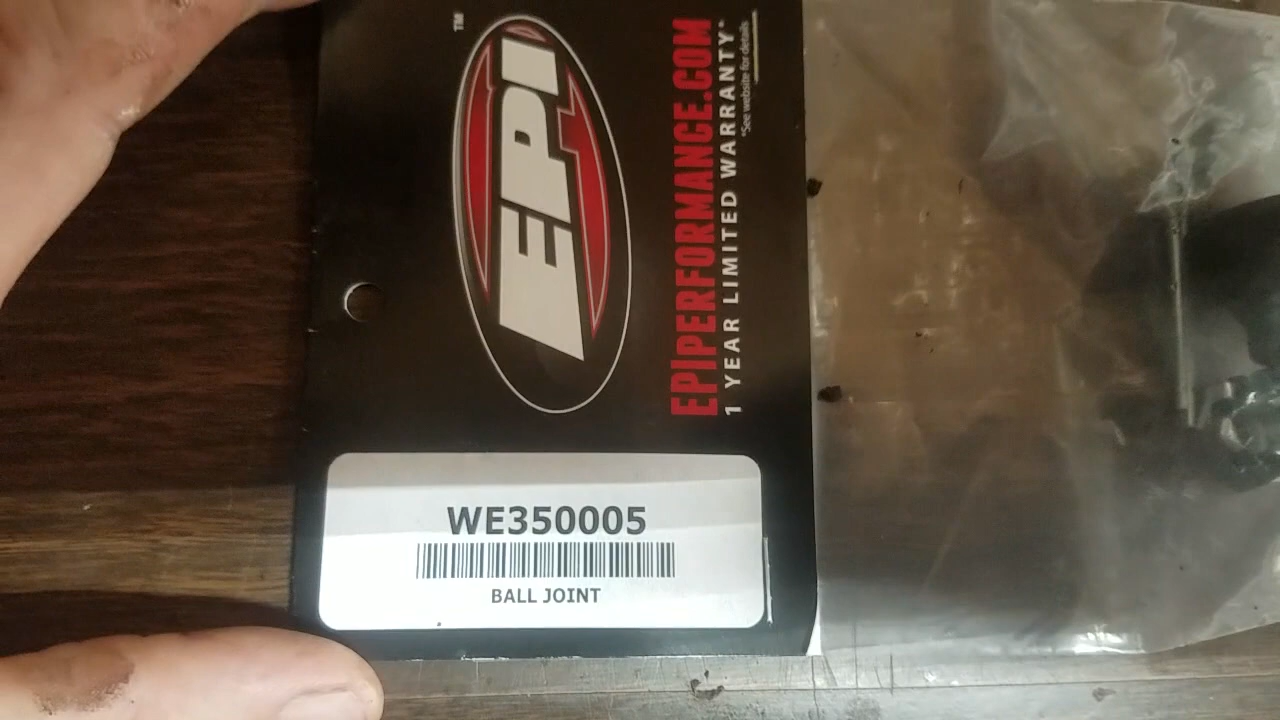 EPI
TM
EPIPERFORMANCE.COM
1 YEAR LIMITED WARRANTY*
*See website for details
WE350005
BALL JOINT